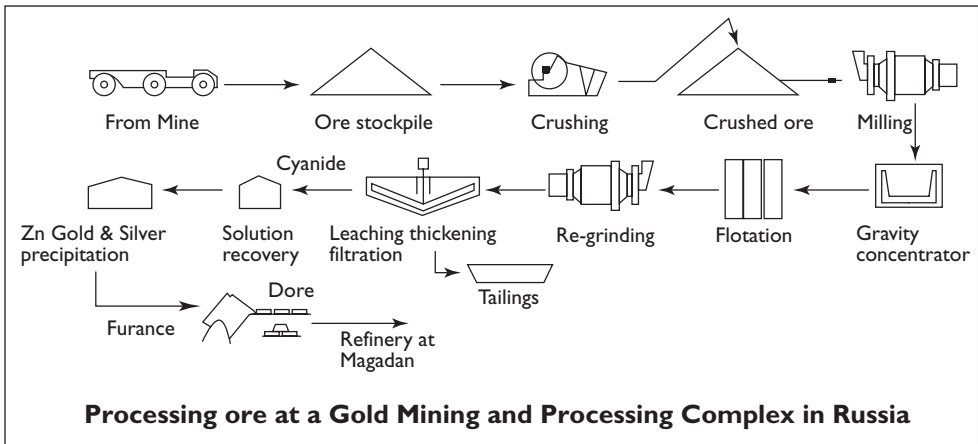 From Mine
Ore stockpile
Crushing
Crushed ore
Milling
Cyanide
Zn Gold & Silver
precipitation
Solution
recovery
Leaching thickening
filtration
Re-grinding
Flotation
Gravity
concentrator
Tailings
Furance
Dore
Refinery at
Magadan
Processing ore at a Gold Mining and Processing Complex in Russia